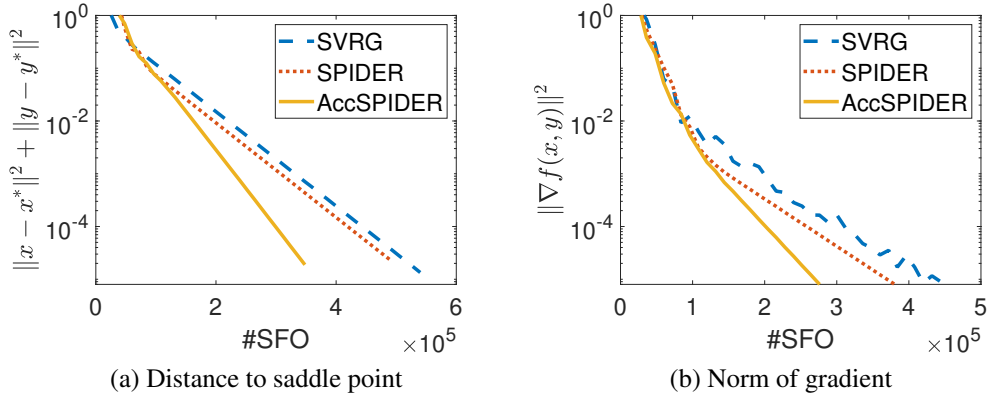 10^0
10^-2
10^-4
‖x − x*‖² + ‖y − y*‖²
SVRG
SPIDER
AccSPIDER
0 2 4 6
#SFO
×10^5
(a) Distance to saddle point
10^0
10^-2
10^-4
‖∇f(x, y)‖²
SVRG
SPIDER
AccSPIDER
0 1 2 3 4 5
#SFO
×10^5
(b) Norm of gradient